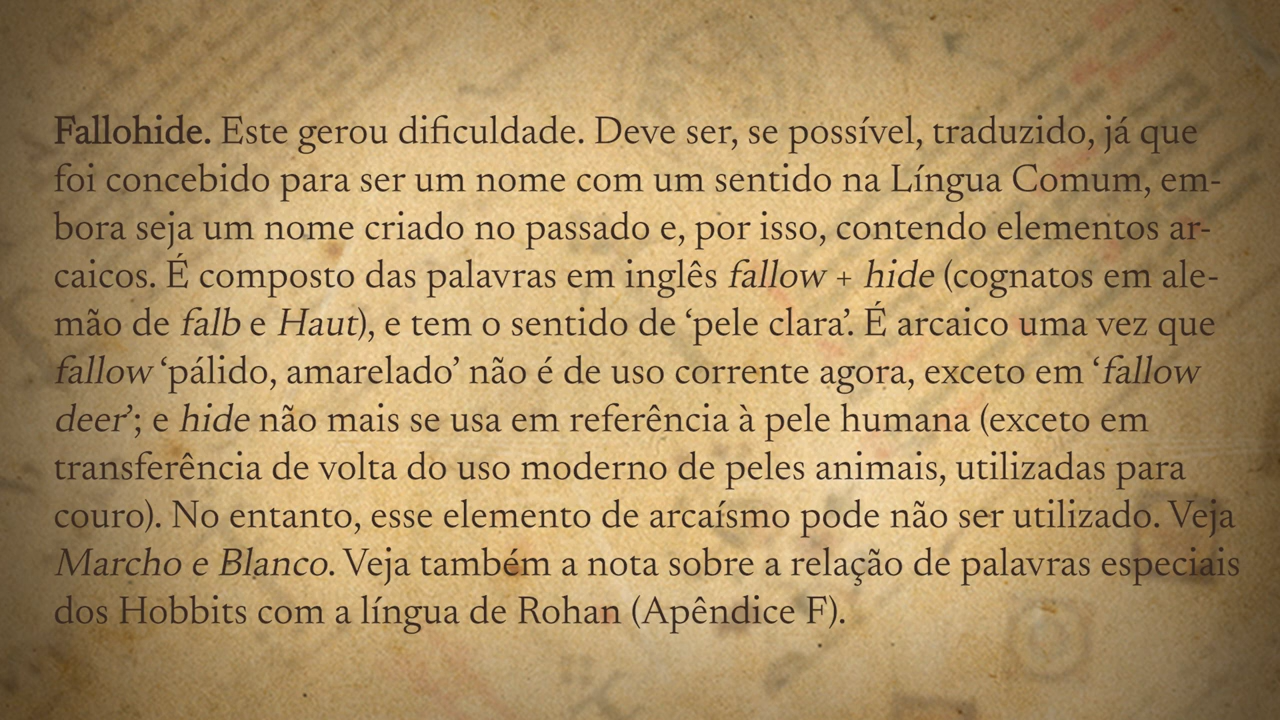 Fallohide. Este gerou dificuldade. Deve ser, se possível, traduzido, já que
foi concebido para ser um nome com um sentido na Língua Comum, em-
bora seja um nome criado no passado e, por isso, contendo elementos ar-
caicos. É composto das palavras em inglês fallow + hide (cognatos em ale-
mão de falb e Haut), e tem o sentido de ‘pele clara’. É arcaico uma vez que
fallow ‘pálido, amarelado’ não é de uso corrente agora, exceto em ‘fallow
deer’; e hide não mais se usa em referência à pele humana (exceto em
transferência de volta do uso moderno de peles animais, utilizadas para
couro). No entanto, esse elemento de arcaísmo pode não ser utilizado. Veja
Marcho e Blanco. Veja também a nota sobre a relação de palavras especiais
dos Hobbits com a língua de Rohan (Apêndice F).